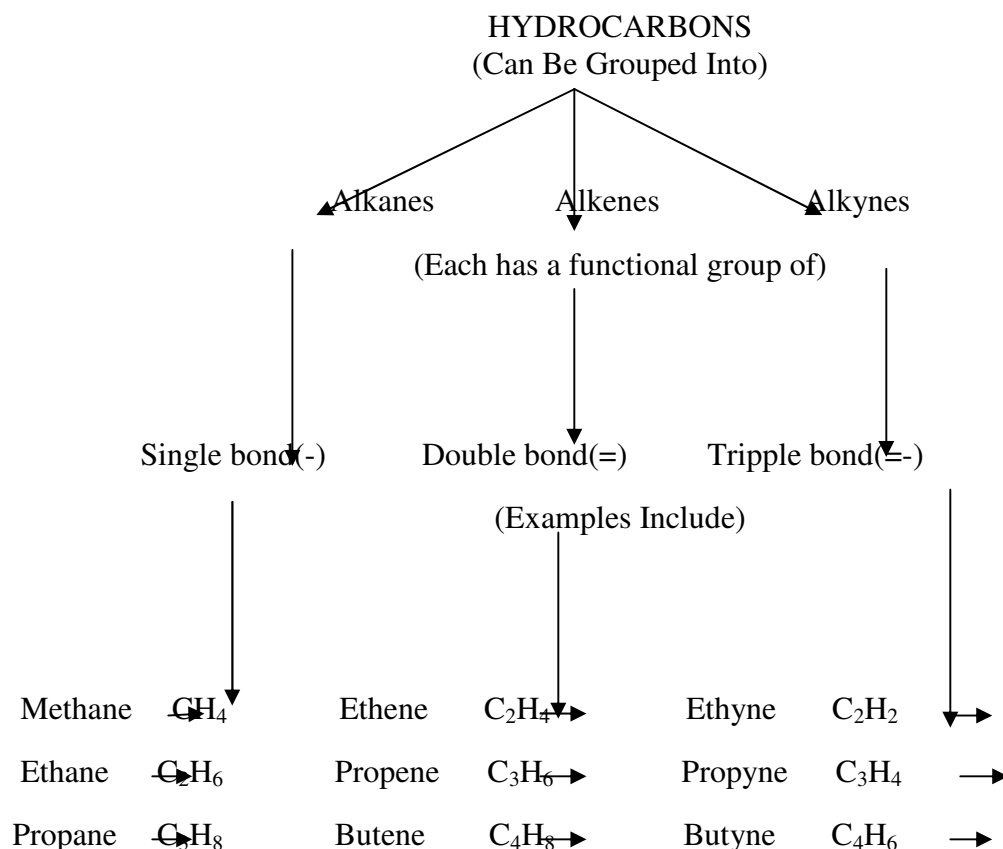 HYDROCARBONS
(Can Be Grouped Into)
Alkanes Alkenes Alkynes
(Each has a functional group of)
Single bond(-) Double bond(=) Tripple bond(=-)
(Examples Include)
Methane CH₄ Ethene C₂H₄ Ethyne C₂H₂
Ethane C₂H₆ Propene C₃H₆ Propyne C₃H₄
Propane C₃H₈ Butene C₄H₈ Butyne C₄H₆